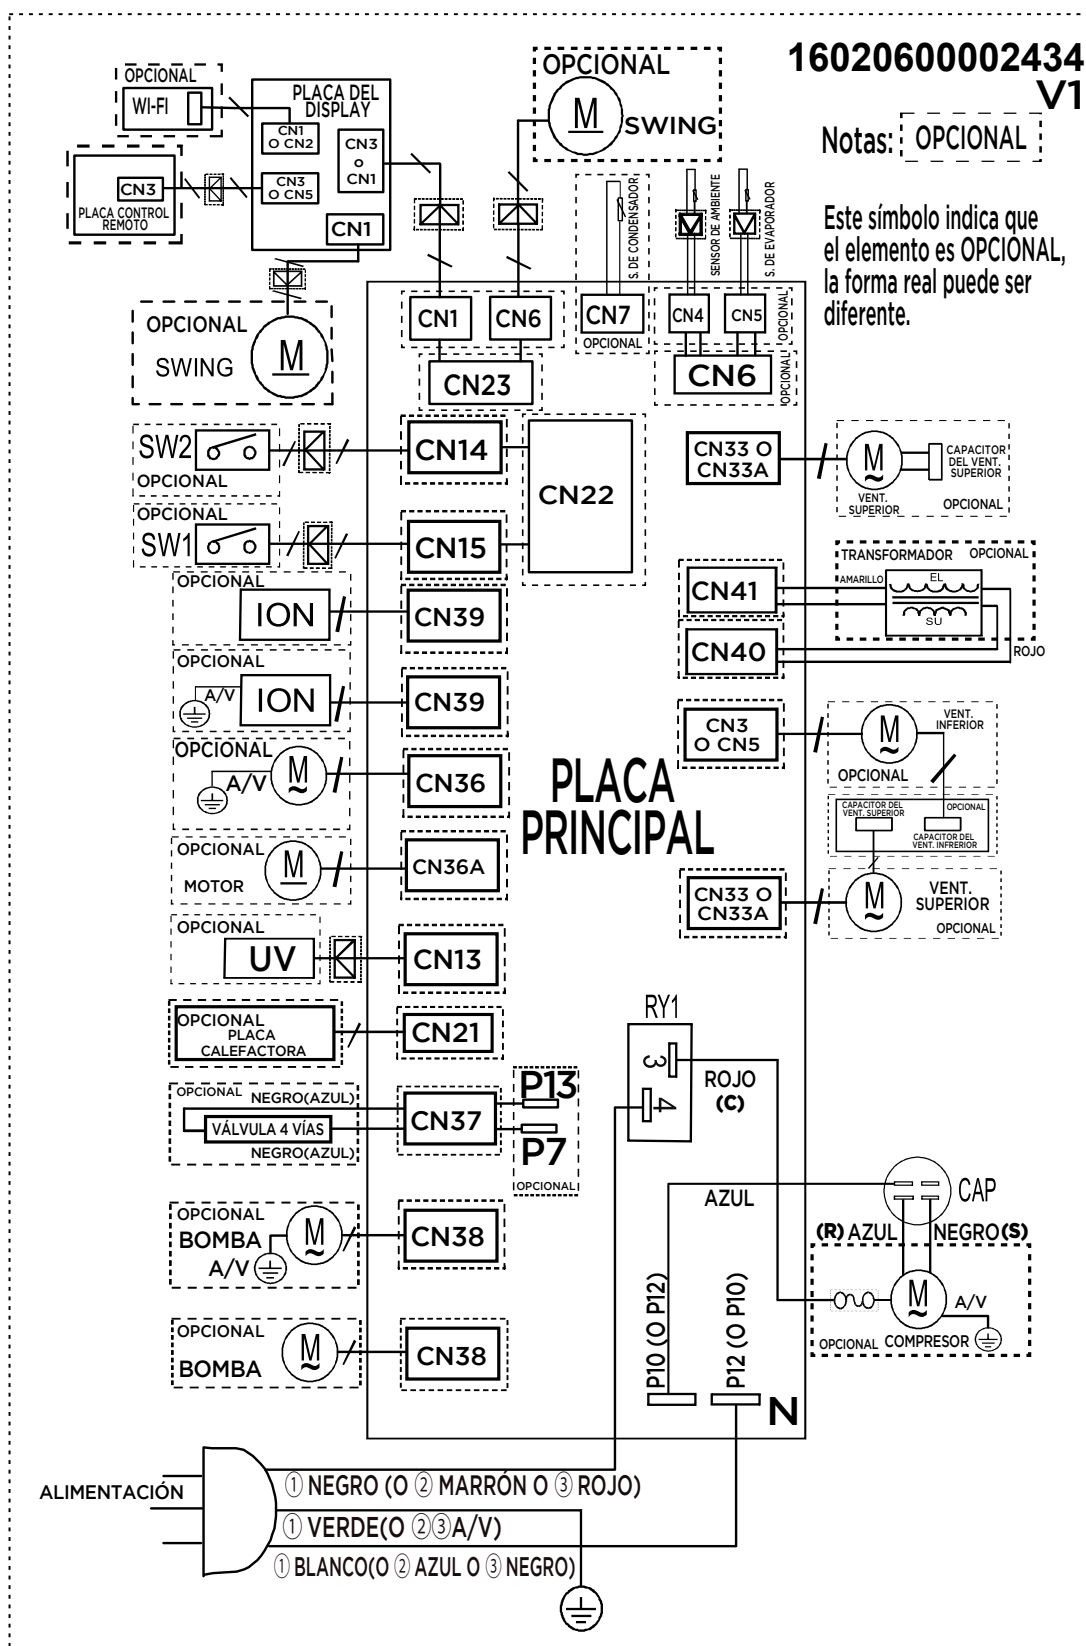 16020600002434
V1
Notas: OPCIONAL
Este símbolo indica que
el elemento es OPCIONAL,
la forma real puede ser
diferente.
OPCIONAL
WI-FI
PLACA DEL
DISPLAY
CN1
O CN2
CN3
o
CN1
CN3
O CN5
CN1
CN3
PLACA CONTROL
REMOTO
OPCIONAL
M
SWING
OPCIONAL
SWING
M
S. DE CONDENSADOR
SENSOR DE AMBIENTE
S. DE EVAPORADOR
CN1
CN6
CN23
CN7
OPCIONAL
CN4
CN5
OPCIONAL
CN6
OPCIONAL
SW2
OPCIONAL
CN14
CN22
OPCIONAL
SW1
CN15
OPCIONAL
ION
CN39
OPCIONAL
A/V
ION
CN39
OPCIONAL
A/V
M
~
CN36
OPCIONAL
MOTOR
M
CN36A
OPCIONAL
UV
CN13
OPCIONAL
PLACA
CALEFACTORA
CN21
OPCIONAL
NEGRO(AZUL)
VÁLVULA 4 VÍAS
NEGRO(AZUL)
CN37
P13
P7
OPCIONAL
OPCIONAL
BOMBA
A/V
M
~
CN38
OPCIONAL
BOMBA
M
~
CN38
PLACA
PRINCIPAL
CN33 O
CN33A
M
~
VENT.
SUPERIOR
CAPACITOR
DEL VENT.
SUPERIOR
OPCIONAL
TRANSFORMADOR
OPCIONAL
CN41
AMARILLO
EL
SU
CN40
ROJO
CN3
O CN5
M
~
VENT.
INFERIOR
OPCIONAL
CAPACITOR DEL
VENT. SUPERIOR
OPCIONAL
CAPACITOR DEL
VENT. INFRERIOR
CN33 O
CN33A
M
~
VENT.
SUPERIOR
OPCIONAL
RY1
3
4
ROJO
(C)
AZUL
CAP
(R) AZUL
NEGRO(S)
M
~
A/V
OPCIONAL
COMPRESOR
P10 (O P12)
P12 (O P10)
N
ALIMENTACIÓN
① NEGRO (O ② MARRÓN O ③ ROJO)
① VERDE(O ②③A/V)
① BLANCO(O ② AZUL O ③ NEGRO)